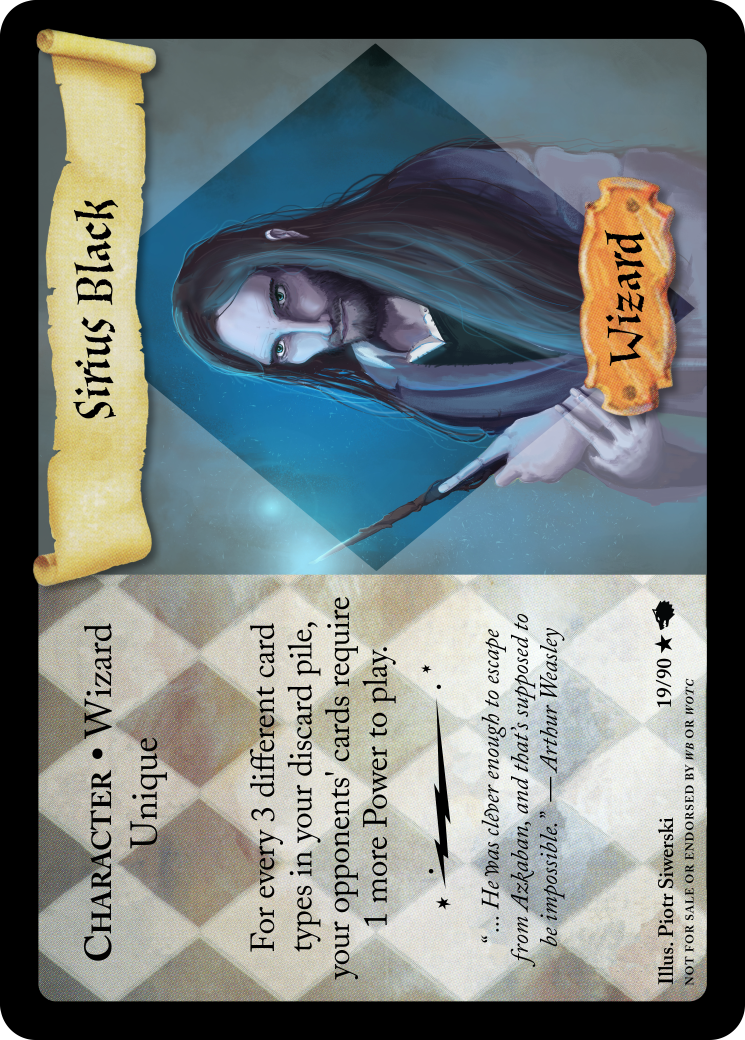 Sirius Black
Wizard
CHARACTER • Wizard
Unique
For every 3 different card
types in your discard pile,
your opponents' cards require
1 more Power to play.
“ ... He was clever enough to escape
from Azkaban, and that's supposed to
be impossible.” — Arthur Weasley
Illus. Piotr Siwerski
19/90 ★
NOT FOR SALE OR ENDORSED BY WB OR WOTC